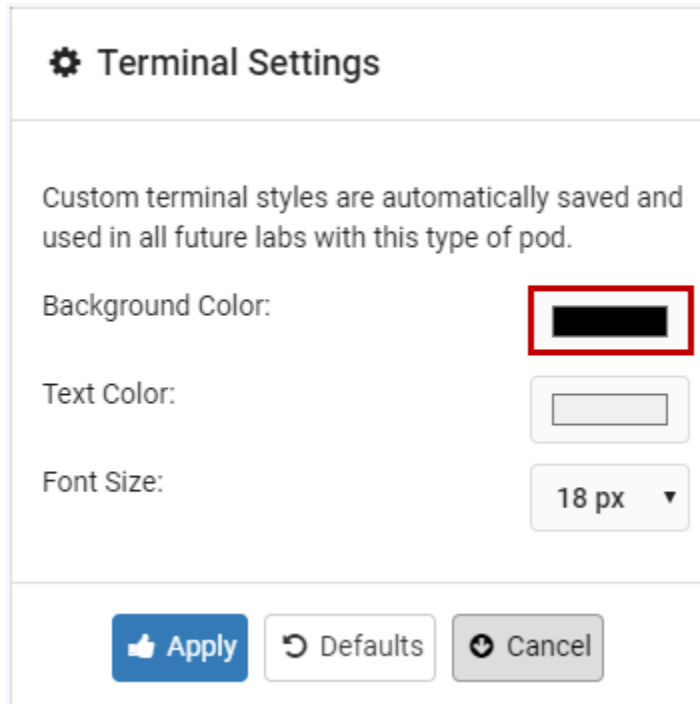 Terminal Settings
Custom terminal styles are automatically saved and
used in all future labs with this type of pod.
Background Color:
Text Color:
Font Size:
18 px
Apply
Defaults
Cancel